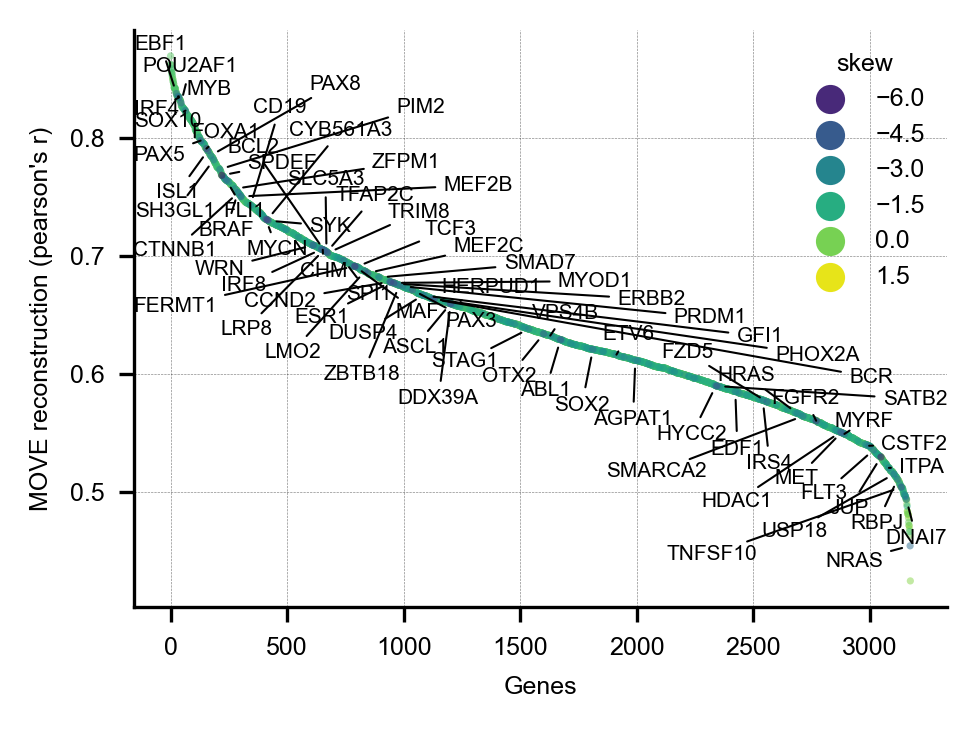 EBF1
POU2AF1
MYB
PAX8
CD19
PIM2
IRF4
SOX10
FOXA1
CYB561A3
BCL2
PAX5
SPDEF
ZFPM1
SLC5A3
MEF2B
ISL1
TFAP2C
SH3GL1
FLI1
TRIM8
BRAF
SYK
TCF3
CTNNB1
MYCN
MEF2C
WRN
CHM
SMAD7
IRF8
HERPUD1
MYOD1
FERMT1
CCND2
SPI1
ERBB2
LRP8
ESR1
MAF
PAX3
VPS4B
PRDM1
DUSP4
ETV6
GFI1
LMO2
ASCL1
STAG1
FZD5
PHOX2A
ZBTB18
OTX2
HRAS
BCR
DDX39A
ABL1
SOX2
FGFR2
SATB2
AGPAT1
MYRF
HYCC2
EDF1
CSTF2
SMARCA2
IRS4
MET
ITPA
HDAC1
FLT3
JUP
RBPJ
USP18
DNAI7
TNFSF10
NRAS
skew
−6.0
−4.5
−3.0
−1.5
0.0
1.5
MOVE reconstruction (pearson's r)
0.8
0.7
0.6
0.5
0 500 1000 1500 2000 2500 3000
Genes